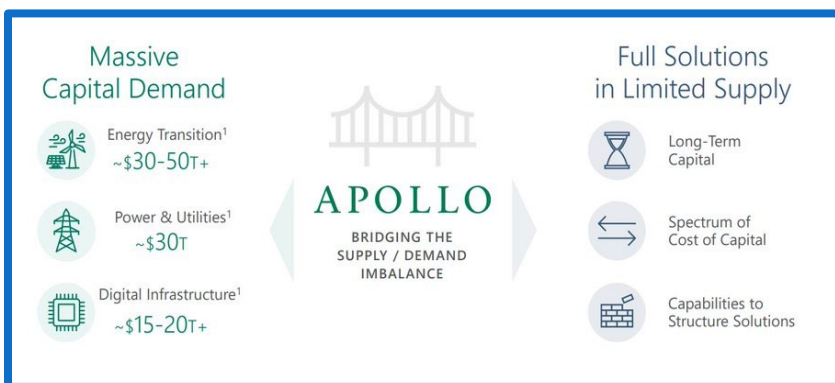 Massive
Capital Demand
Energy Transition¹
~$30-50T+
Power & Utilities¹
~$30T
Digital Infrastructure¹
~$15-20T+
APOLLO
BRIDGING THE
SUPPLY / DEMAND
IMBALANCE
Full Solutions
in Limited Supply
Long-Term
Capital
Spectrum of
Cost of Capital
Capabilities to
Structure Solutions